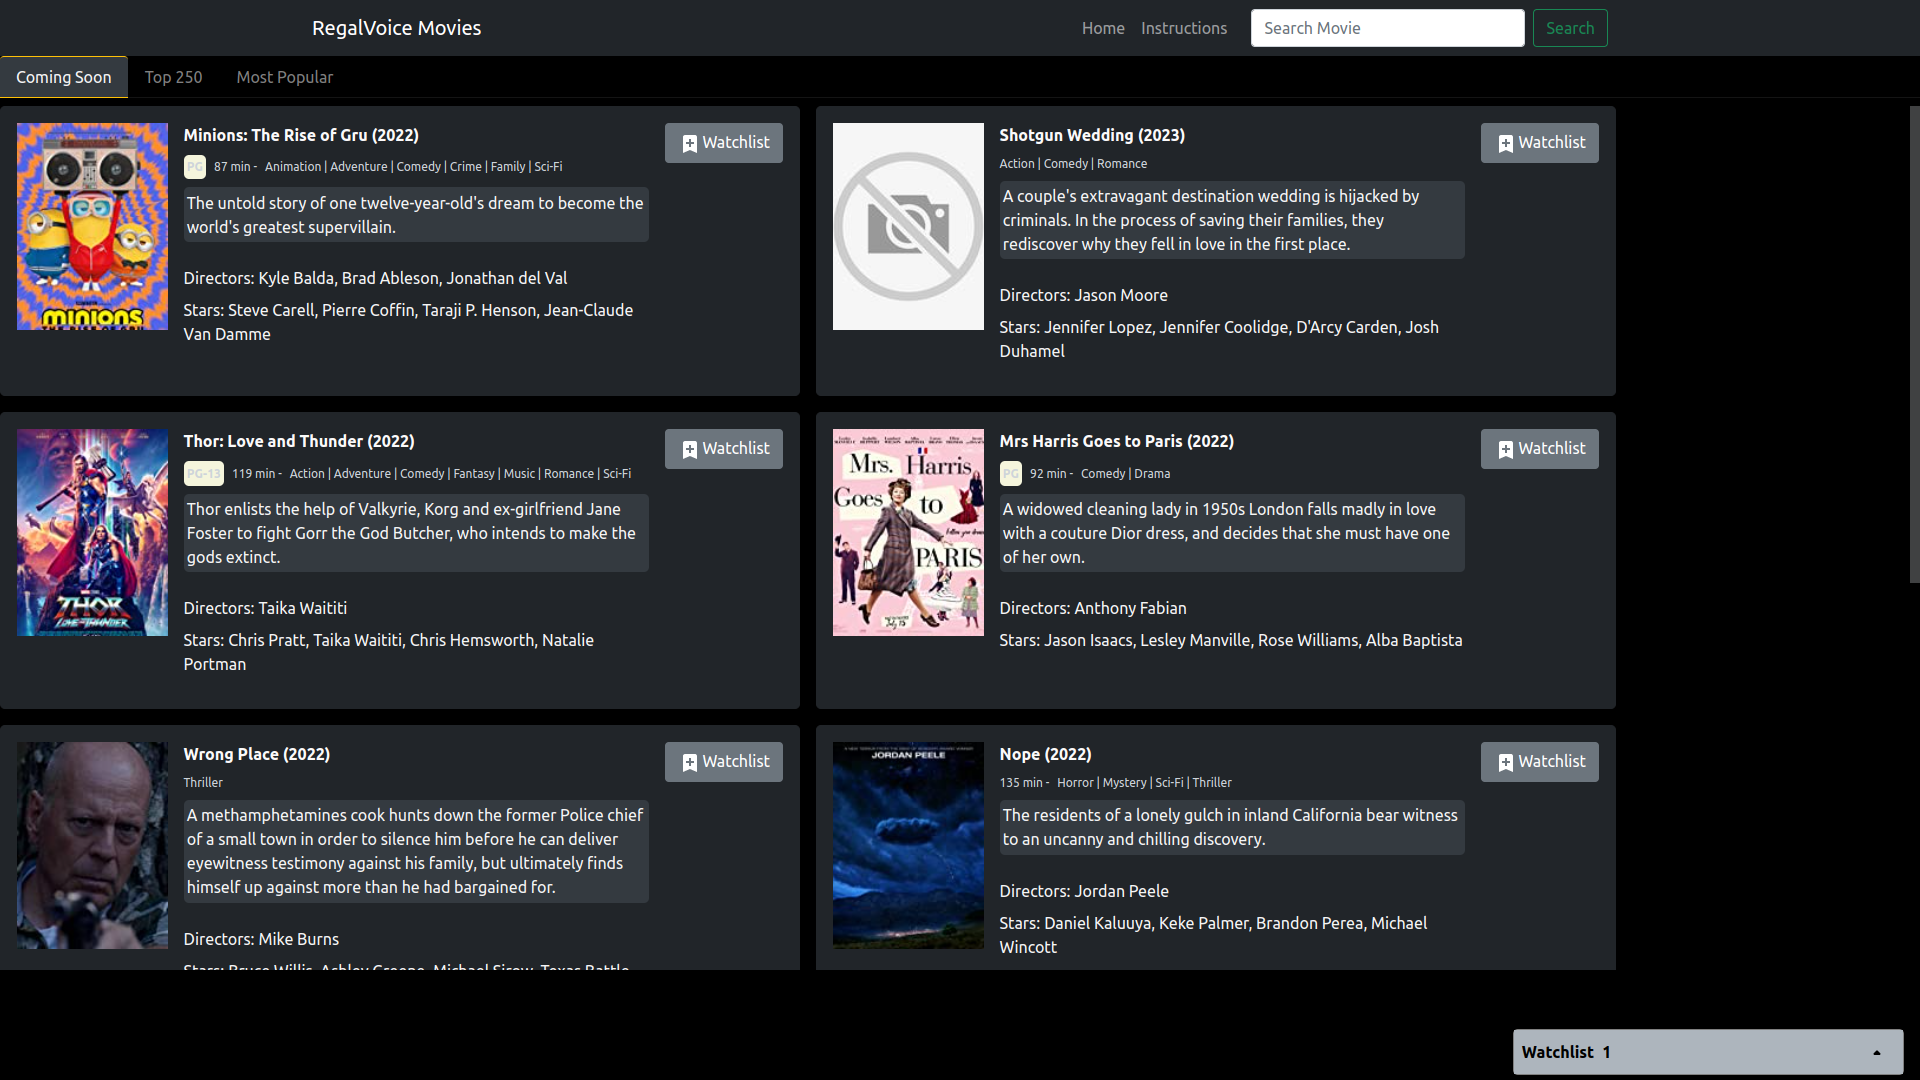 RegalVoice Movies
Home
Instructions
Search Movie
Search
Coming Soon
Top 250
Most Popular
Minions: The Rise of Gru (2022)
Watchlist
PG 87 min - Animation | Adventure | Comedy | Crime | Family | Sci-Fi
The untold story of one twelve-year-old's dream to become the
world's greatest supervillain.
Directors: Kyle Balda, Brad Ableson, Jonathan del Val
Stars: Steve Carell, Pierre Coffin, Taraji P. Henson, Jean-Claude
Van Damme
MINIONS
Shotgun Wedding (2023)
Watchlist
Action | Comedy | Romance
A couple's extravagant destination wedding is hijacked by
criminals. In the process of saving their families, they
rediscover why they fell in love in the first place.
Directors: Jason Moore
Stars: Jennifer Lopez, Jennifer Coolidge, D'Arcy Carden, Josh
Duhamel
Thor: Love and Thunder (2022)
Watchlist
PG-13 119 min - Action | Adventure | Comedy | Fantasy | Music | Romance | Sci-Fi
Thor enlists the help of Valkyrie, Korg and ex-girlfriend Jane
Foster to fight Gorr the God Butcher, who intends to make the
gods extinct.
Directors: Taika Waititi
Stars: Chris Pratt, Taika Waititi, Chris Hemsworth, Natalie
Portman
THOR
LOVE AND THUNDER
Mrs Harris Goes to Paris (2022)
Watchlist
PG 92 min - Comedy | Drama
A widowed cleaning lady in 1950s London falls madly in love
with a couture Dior dress, and decides that she must have one
of her own.
Directors: Anthony Fabian
Stars: Jason Isaacs, Lesley Manville, Rose Williams, Alba Baptista
Mrs. Harris
Goes to
PARIS
July 15
Wrong Place (2022)
Watchlist
Thriller
A methamphetamines cook hunts down the former Police chief
of a small town in order to silence him before he can deliver
eyewitness testimony against his family, but ultimately finds
himself up against more than he had bargained for.
Directors: Mike Burns
Stars: Bruce Willis, Ashley Greene, Michael Sirow, Texas Battle
Nope (2022)
Watchlist
135 min - Horror | Mystery | Sci-Fi | Thriller
The residents of a lonely gulch in inland California bear witness
to an uncanny and chilling discovery.
Directors: Jordan Peele
Stars: Daniel Kaluuya, Keke Palmer, Brandon Perea, Michael
Wincott
JORDAN PEELE
Watchlist 1